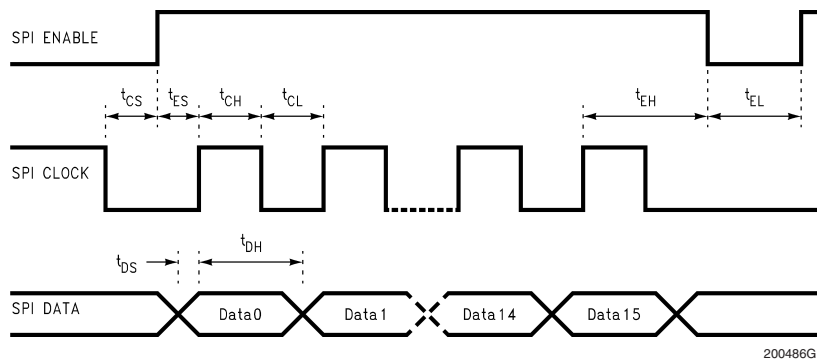 SPI ENABLE
tCS tES tCH tCL tEH tEL
SPI CLOCK
tDS tDH
SPI DATA Data0 Data1 Data14 Data15
200486G